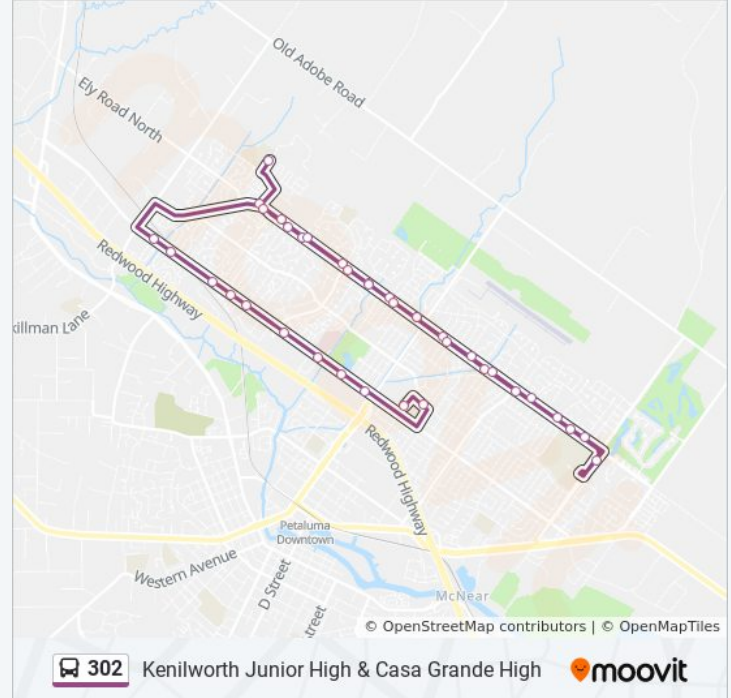 Old Adobe Road
Ely Road North
Redwood Highway
killman Lane
Redwood Highway
Petaluma
Downtown
Western Avenue
D Street
treet
McNear
© OpenStreetMap contributors | © OpenMapTiles
302 Kenilworth Junior High & Casa Grande High moovit